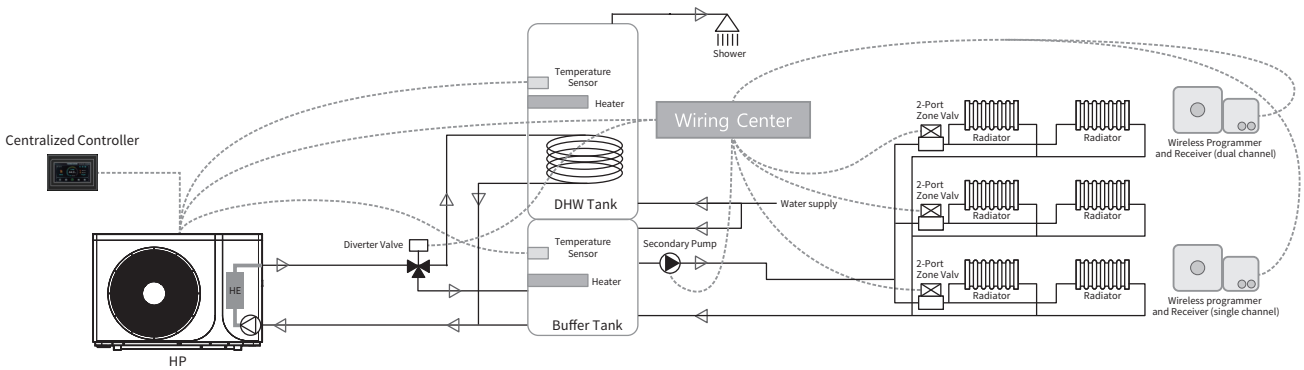 Shower
Temperature
Sensor
Heater
Wiring Center
2-Port
Zone Valv
Radiator
Radiator
Wireless Programmer
and Receiver (dual channel)
Centralized Controller
DHW Tank
Water supply
2-Port
Zone Valv
Radiator
Radiator
Diverter Valve
Temperature
Sensor
Secondary Pump
HE
Heater
2-Port
Zone Valv
Radiator
Radiator
Wireless programmer
and Receiver (single channel)
Buffer Tank
HP